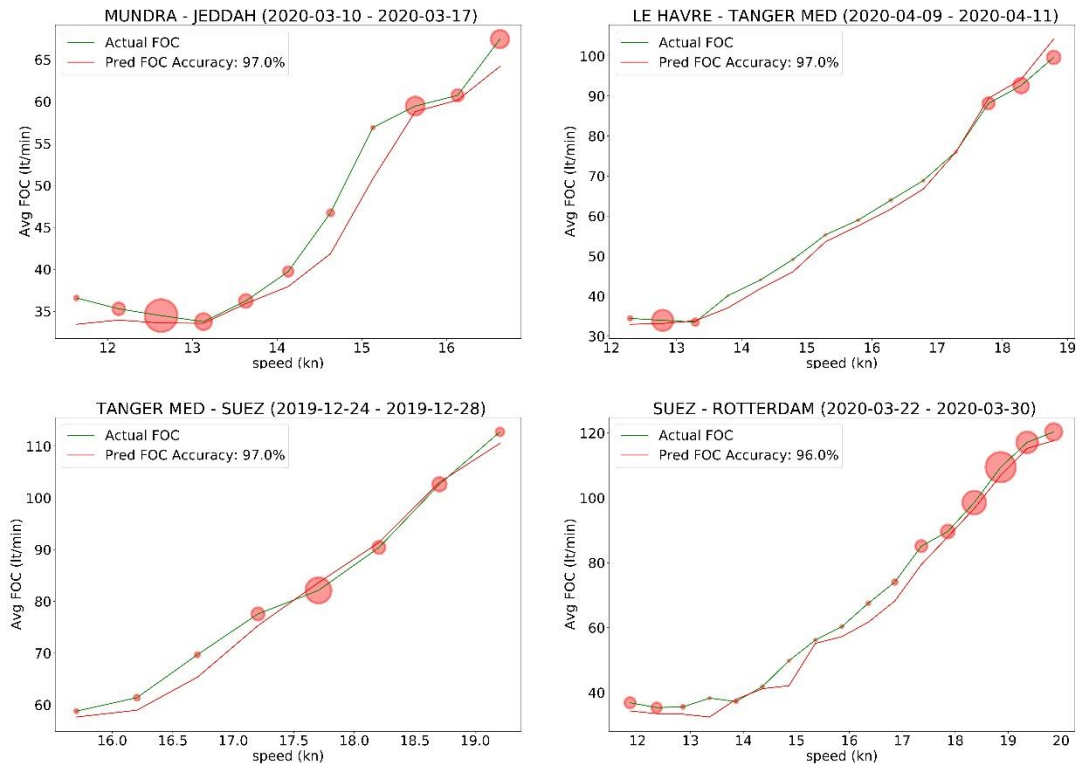 MUNDRA - JEDDAH (2020-03-10 - 2020-03-17)
Actual FOC
Pred FOC Accuracy: 97.0%
Avg FOC (lt/min)
65
60
55
50
45
40
35
12
13
14
15
16
speed (kn)
LE HAVRE - TANGER MED (2020-04-09 - 2020-04-11)
Actual FOC
Pred FOC Accuracy: 97.0%
Avg FOC (lt/min)
100
90
80
70
60
50
40
30
12
13
14
15
16
17
18
19
speed (kn)
TANGER MED - SUEZ (2019-12-24 - 2019-12-28)
Actual FOC
Pred FOC Accuracy: 97.0%
Avg FOC (lt/min)
110
100
90
80
70
60
16.0
16.5
17.0
17.5
18.0
18.5
19.0
speed (kn)
SUEZ - ROTTERDAM (2020-03-22 - 2020-03-30)
Actual FOC
Pred FOC Accuracy: 96.0%
Avg FOC (lt/min)
120
100
80
60
40
12
13
14
15
16
17
18
19
20
speed (kn)